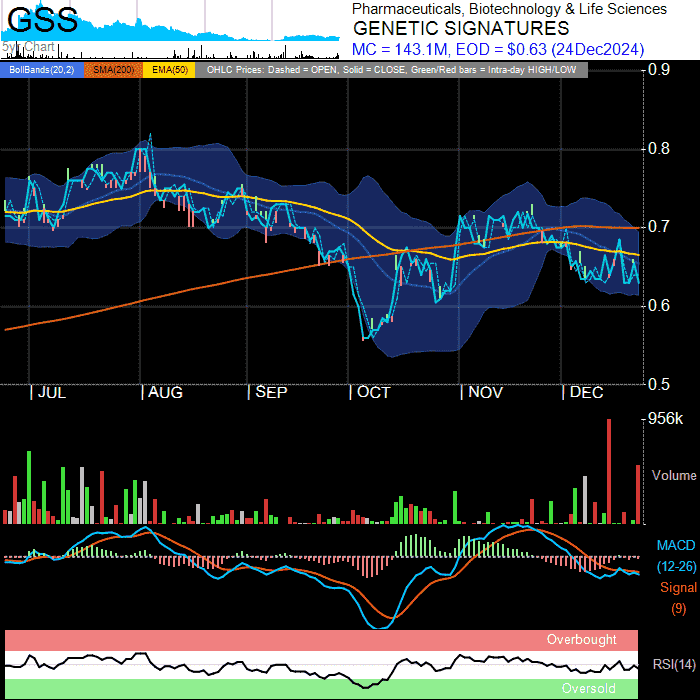 GSS
5yr Chart
Pharmaceuticals, Biotechnology & Life Sciences
GENETIC SIGNATURES
MC = 143.1M, EOD = $0.63 (24Dec2024)
BollBands(20,2) SMA(200) EMA(50) OHLC Prices: Dashed = OPEN, Solid = CLOSE, Green/Red bars = Intra-day HIGH/LOW
0.9
0.8
0.7
0.6
0.5
| JUL | AUG | SEP | OCT | NOV | DEC
956k
Volume
MACD
(12-26)
Signal
(9)
Overbought
RSI(14)
Oversold